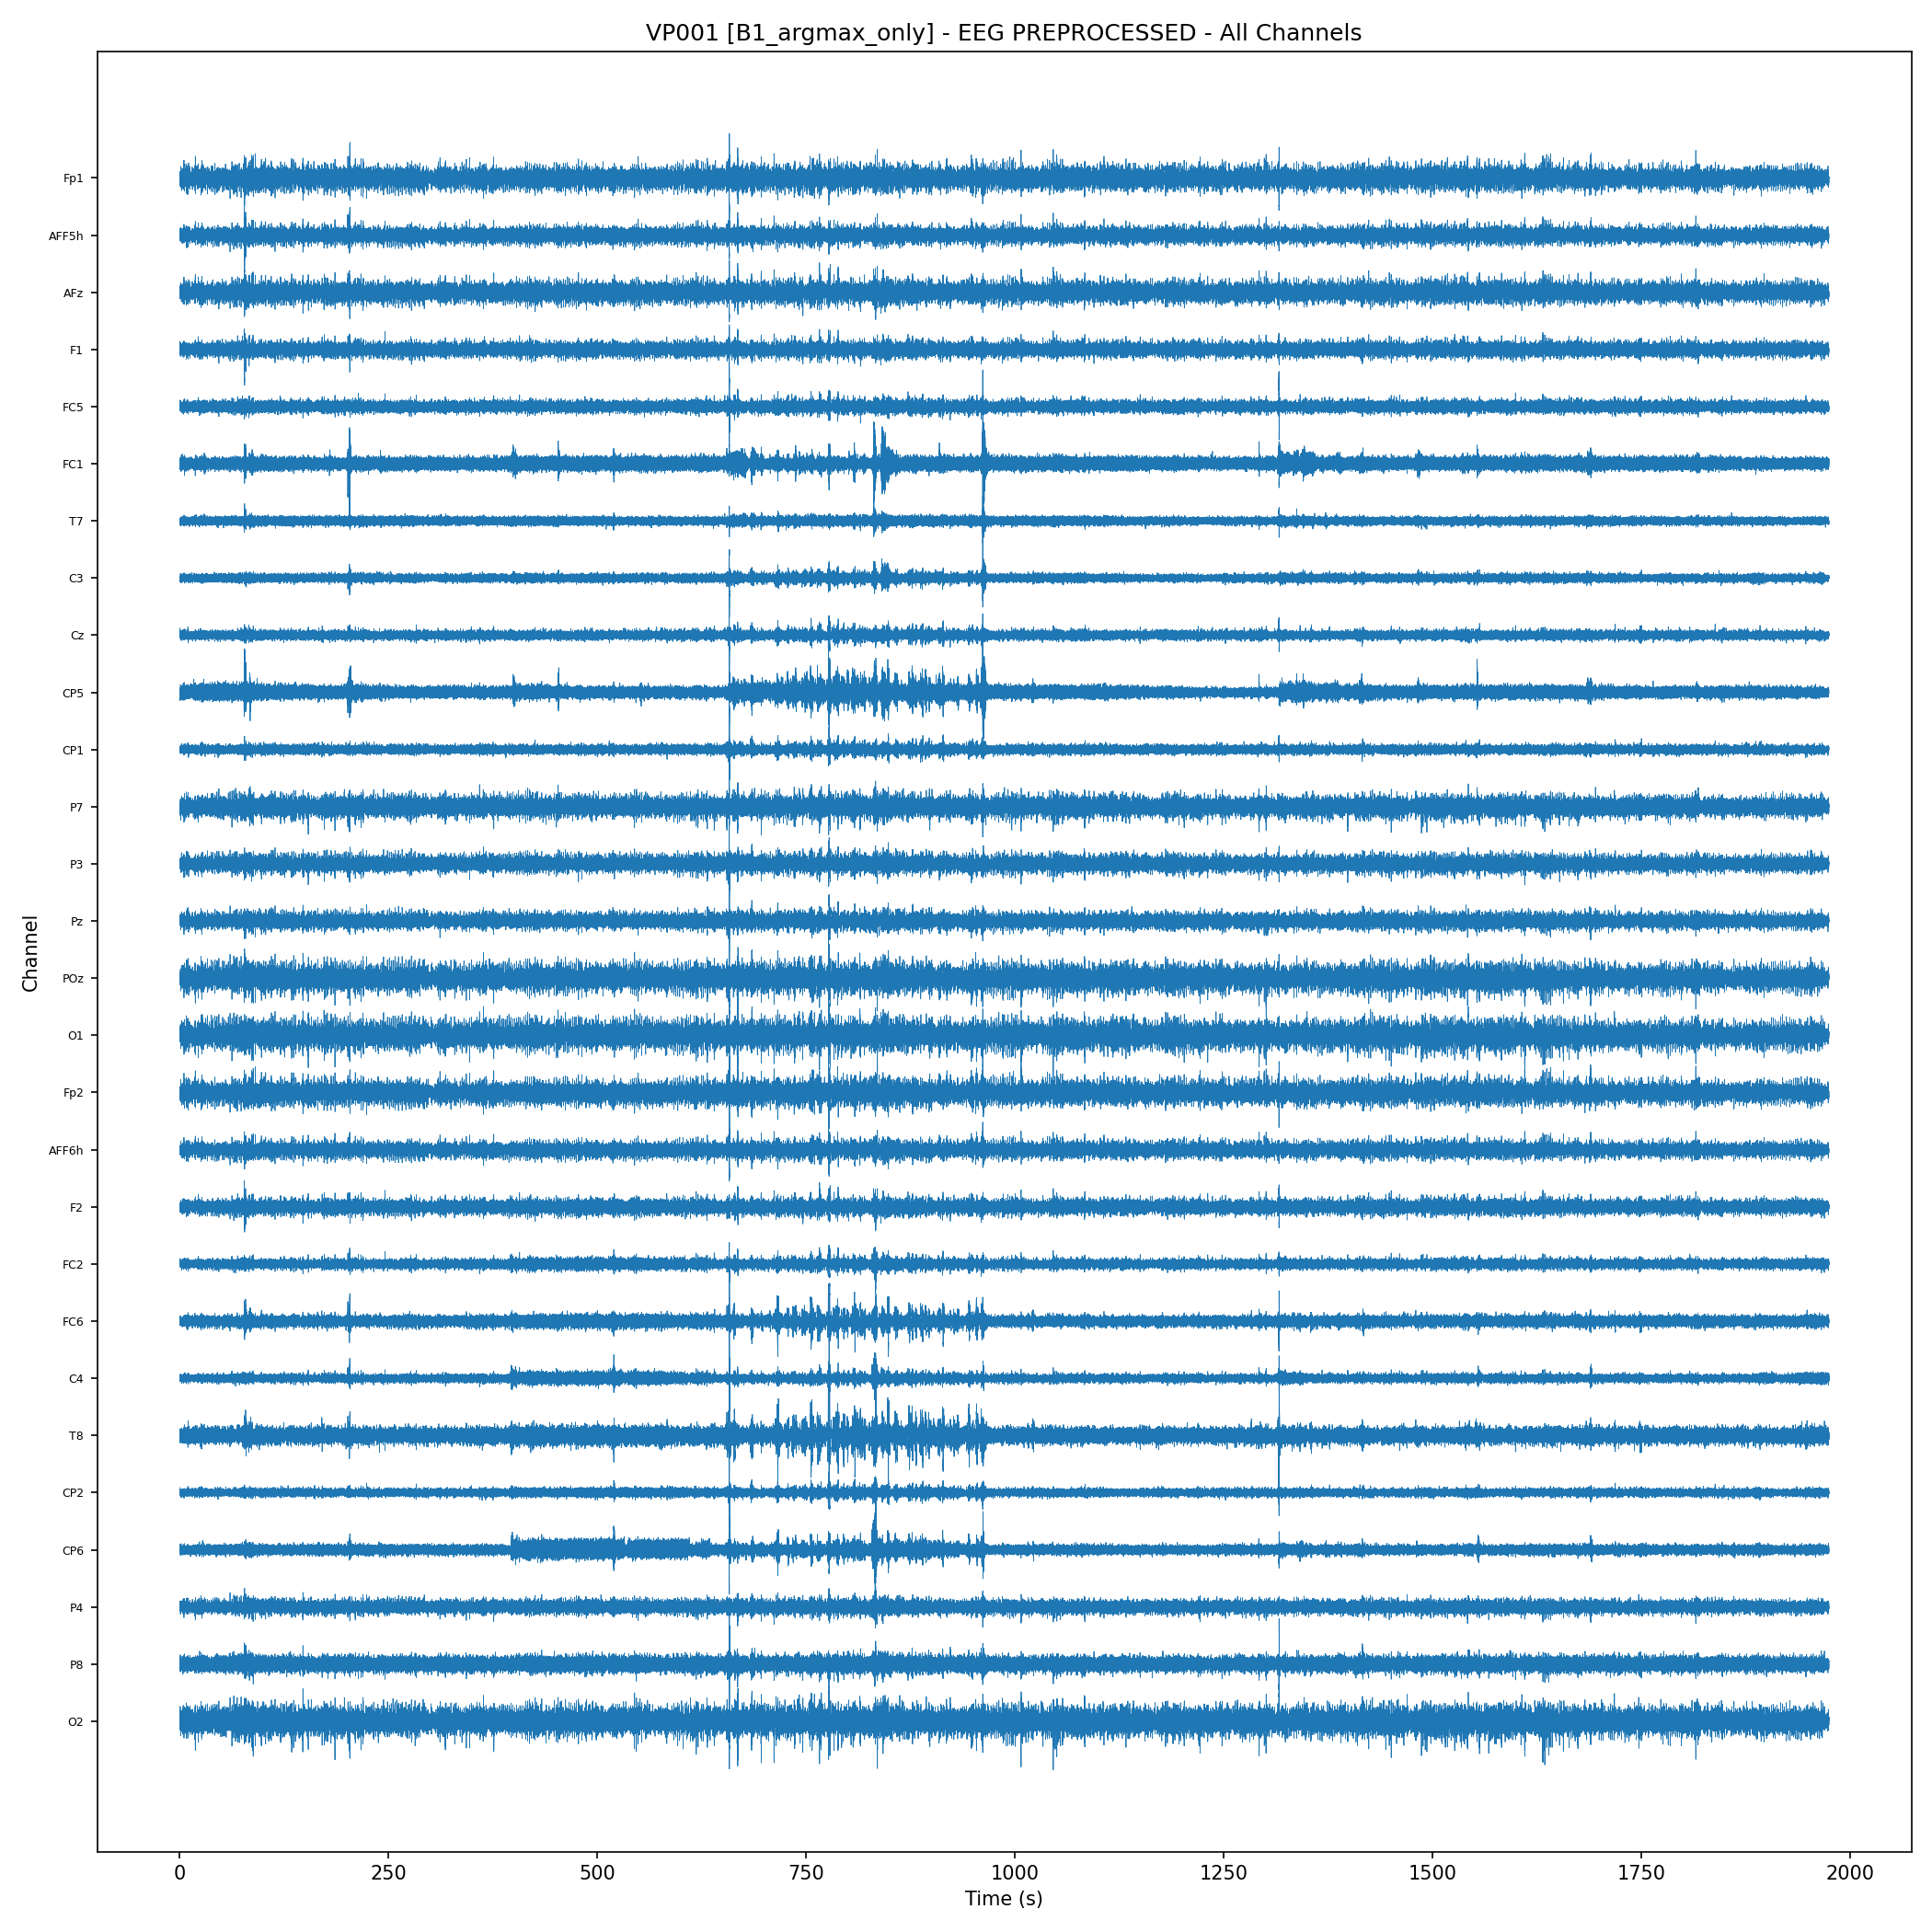 VP001 [B1_argmax_only] - EEG PREPROCESSED - All Channels
Channel
Fp1
AFF5h
AFz
F1
FC5
FC1
T7
C3
Cz
CP5
CP1
P7
P3
Pz
POz
O1
Fp2
AFF6h
F2
FC2
FC6
C4
T8
CP2
CP6
P4
P8
O2
0 250 500 750 1000 1250 1500 1750 2000
Time (s)